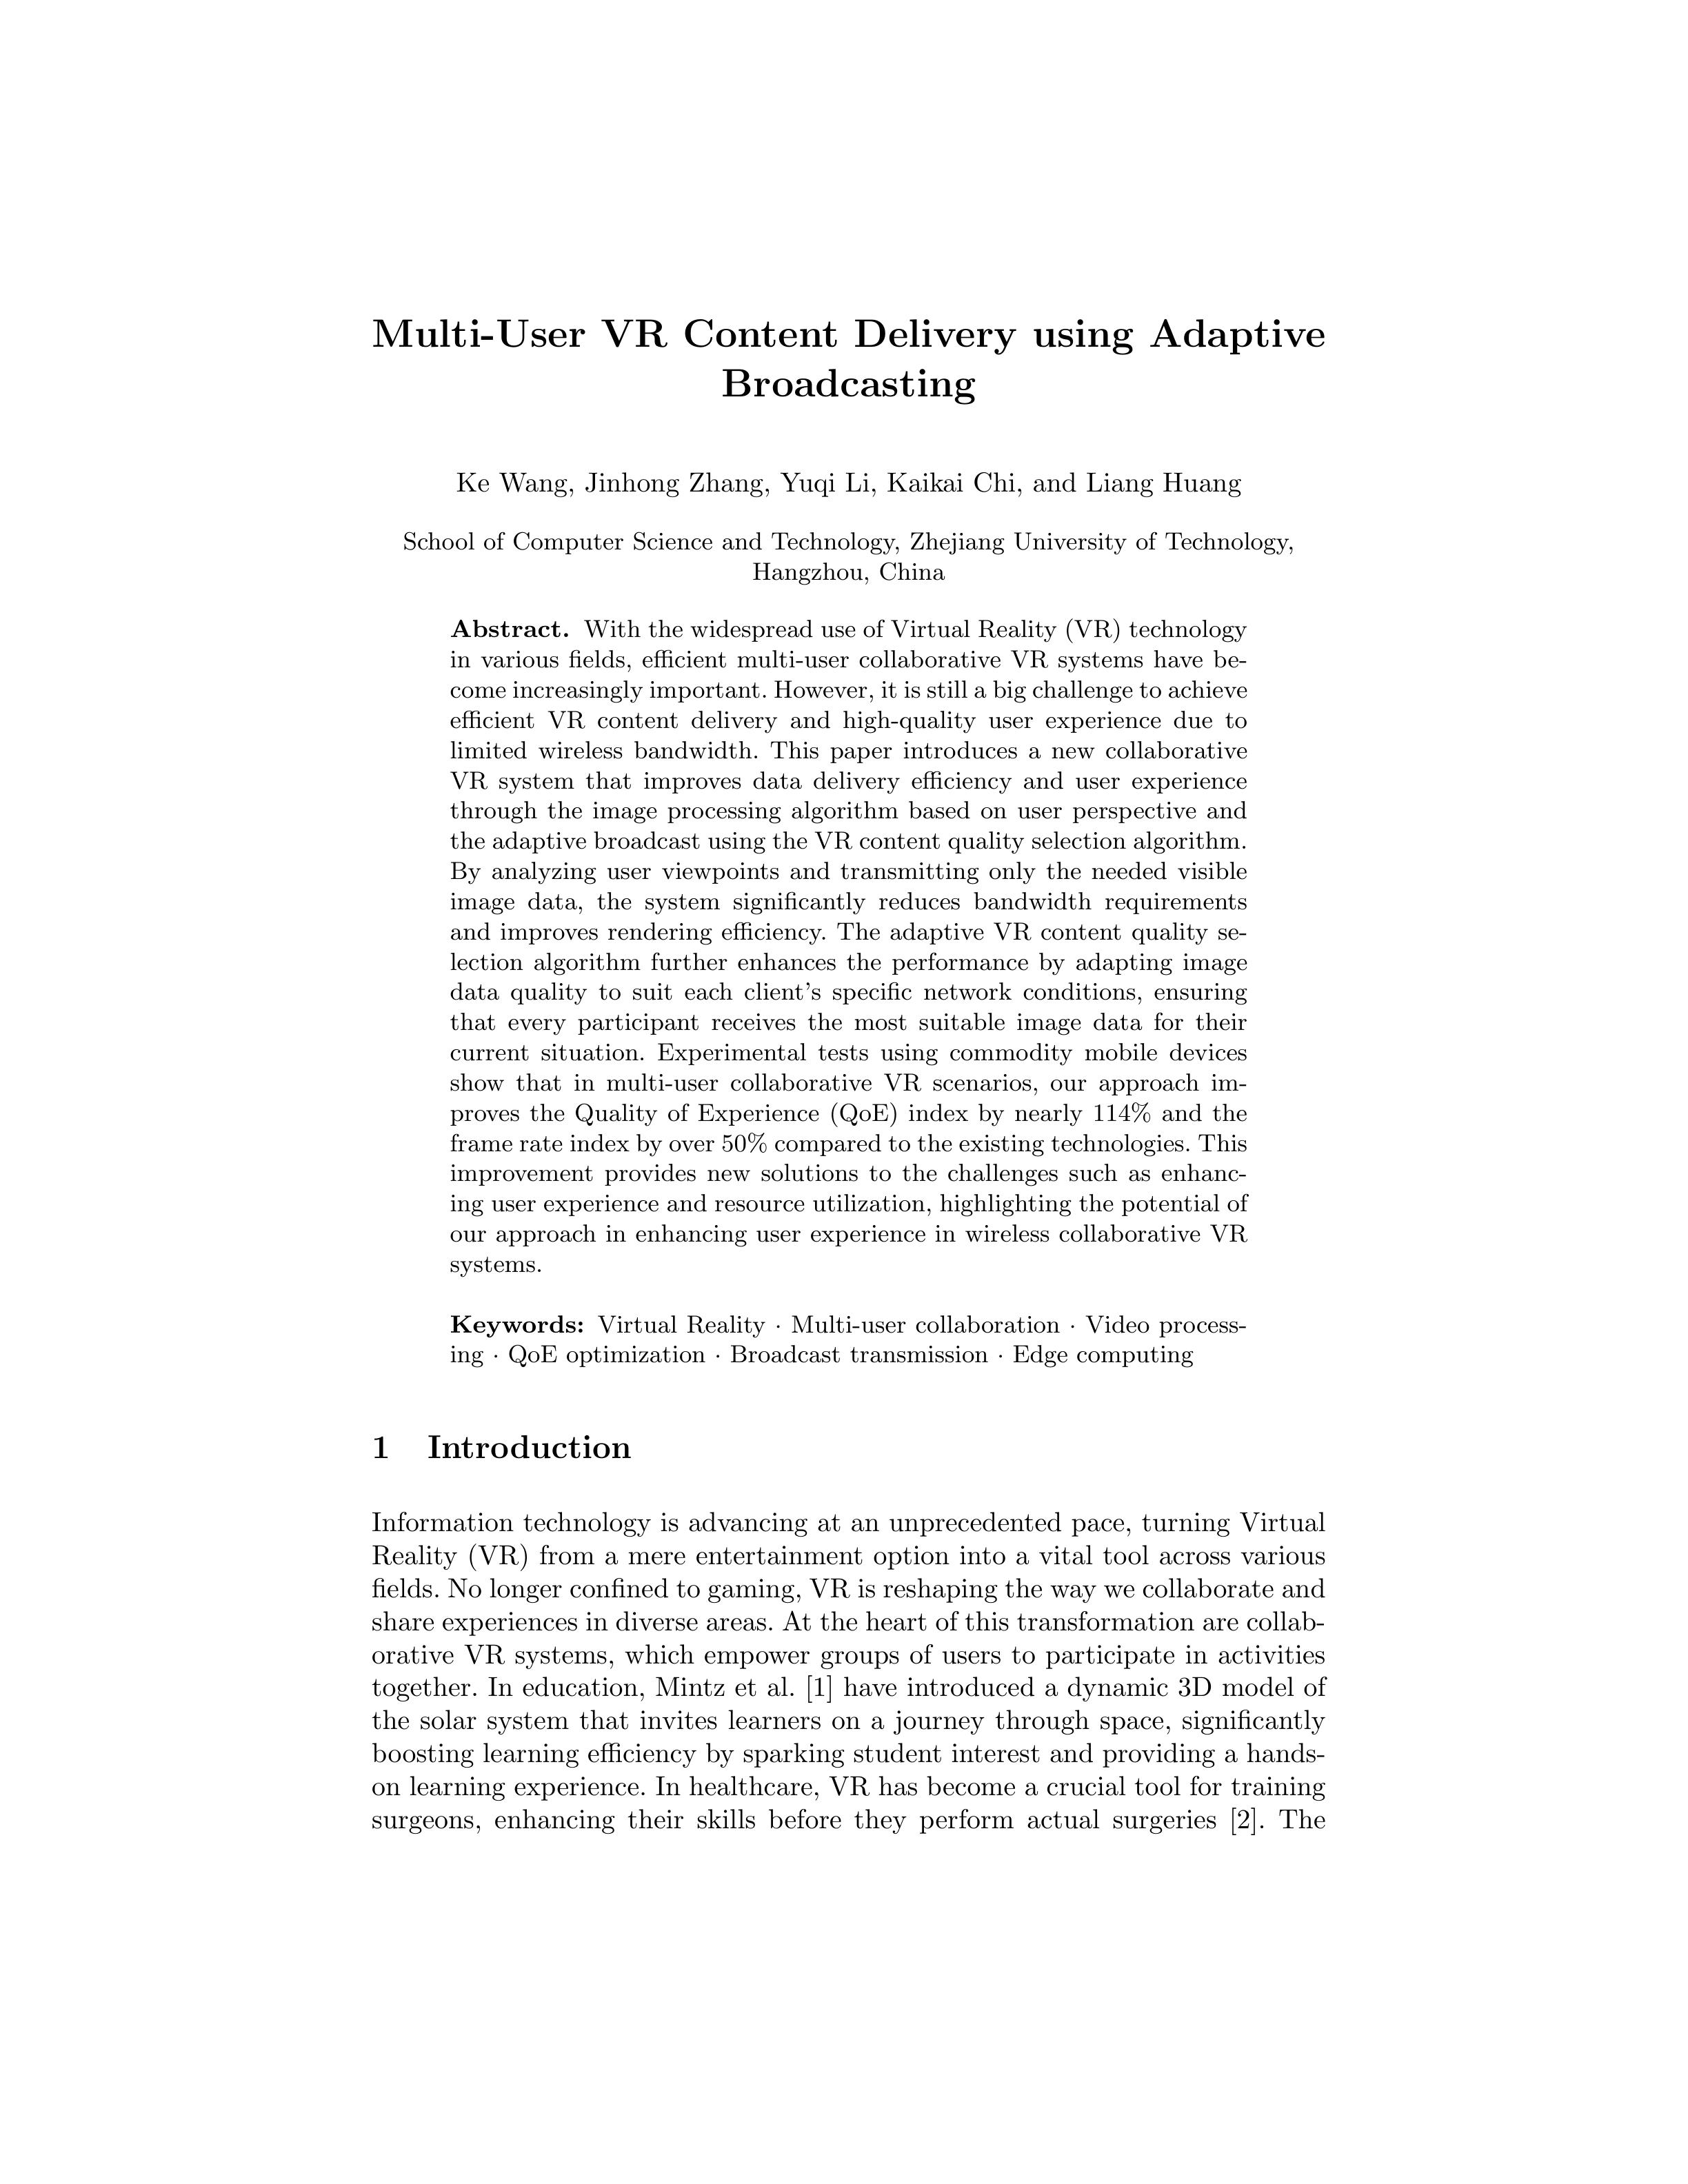 Multi-User VR Content Delivery using Adaptive
Broadcasting
Ke Wang, Jinhong Zhang, Yuqi Li, Kaikai Chi, and Liang Huang
School of Computer Science and Technology, Zhejiang University of Technology,
Hangzhou, China
Abstract. With the widespread use of Virtual Reality (VR) technology
in various fields, efficient multi-user collaborative VR systems have be-
come increasingly important. However, it is still a big challenge to achieve
efficient VR content delivery and high-quality user experience due to
limited wireless bandwidth. This paper introduces a new collaborative
VR system that improves data delivery efficiency and user experience
through the image processing algorithm based on user perspective and
the adaptive broadcast using the VR content quality selection algorithm.
By analyzing user viewpoints and transmitting only the needed visible
image data, the system significantly reduces bandwidth requirements
and improves rendering efficiency. The adaptive VR content quality se-
lection algorithm further enhances the performance by adapting image
data quality to suit each client's specific network conditions, ensuring
that every participant receives the most suitable image data for their
current situation. Experimental tests using commodity mobile devices
show that in multi-user collaborative VR scenarios, our approach im-
proves the Quality of Experience (QoE) index by nearly 114% and the
frame rate index by over 50% compared to the existing technologies. This
improvement provides new solutions to the challenges such as enhanc-
ing user experience and resource utilization, highlighting the potential of
our approach in enhancing user experience in wireless collaborative VR
systems.
Keywords: Virtual Reality · Multi-user collaboration · Video process-
ing · QoE optimization · Broadcast transmission · Edge computing
1 Introduction
Information technology is advancing at an unprecedented pace, turning Virtual
Reality (VR) from a mere entertainment option into a vital tool across various
fields. No longer confined to gaming, VR is reshaping the way we collaborate and
share experiences in diverse areas. At the heart of this transformation are collab-
orative VR systems, which empower groups of users to participate in activities
together. In education, Mintz et al. [1] have introduced a dynamic 3D model of
the solar system that invites learners on a journey through space, significantly
boosting learning efficiency by sparking student interest and providing a hands-
on learning experience. In healthcare, VR has become a crucial tool for training
surgeons, enhancing their skills before they perform actual surgeries [2]. The